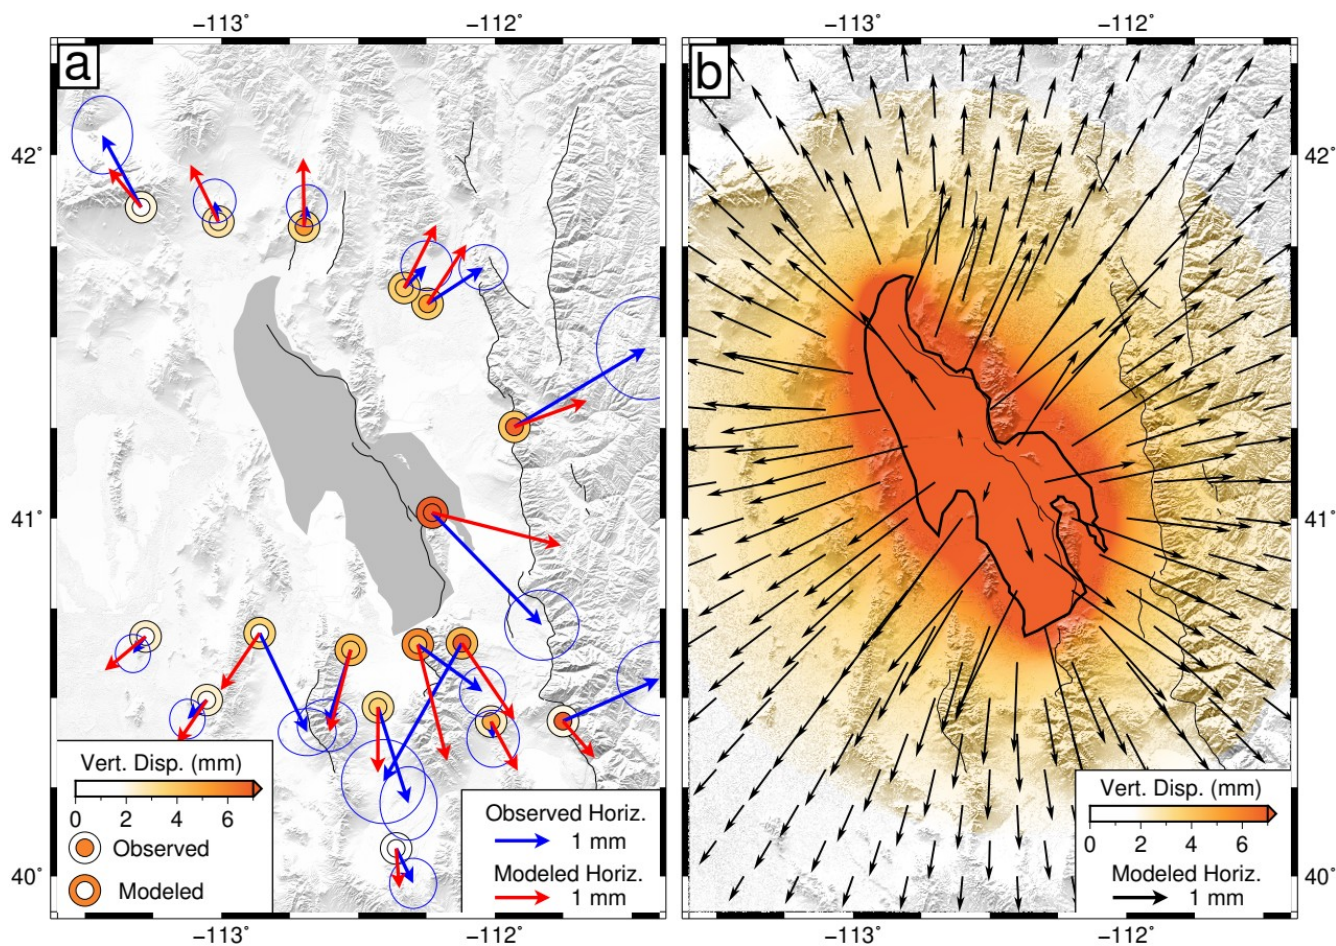 −113° −112° −113° −112°
a b
42° 42°
41° 41°
40° 40°
Vert. Disp. (mm)
0 2 4 6
Observed
Modeled
Observed Horiz.
1 mm
Modeled Horiz.
1 mm
Vert. Disp. (mm)
0 2 4 6
Modeled Horiz.
1 mm
−113° −112° −113° −112°